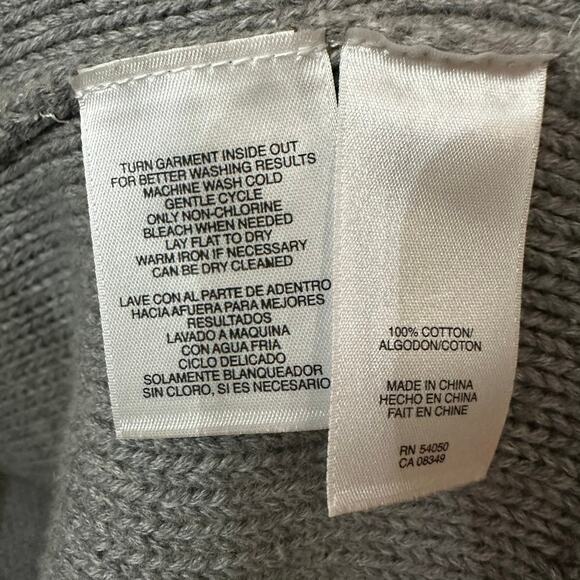 TURN GARMENT INSIDE OUT
FOR BETTER WASHING RESULTS
MACHINE WASH COLD
GENTLE CYCLE
ONLY NON-CHLORINE
BLEACH WHEN NEEDED
LAY FLAT TO DRY
WARM IRON IF NECESSARY
CAN BE DRY CLEANED
LAVE CON AL PARTE DE ADENTRO
HACIA AFUERA PARA MEJORES
RESULTADOS
LAVADO A MAQUINA
CON AGUA FRIA
CICLO DELICADO
SOLAMENTE BLANQUEADOR
SIN CLORO, SI ES NECESARIO
100% COTTON/
ALGODON/COTON
MADE IN CHINA
HECHO EN CHINA
FAIT EN CHINE
RN 54050
CA 08349